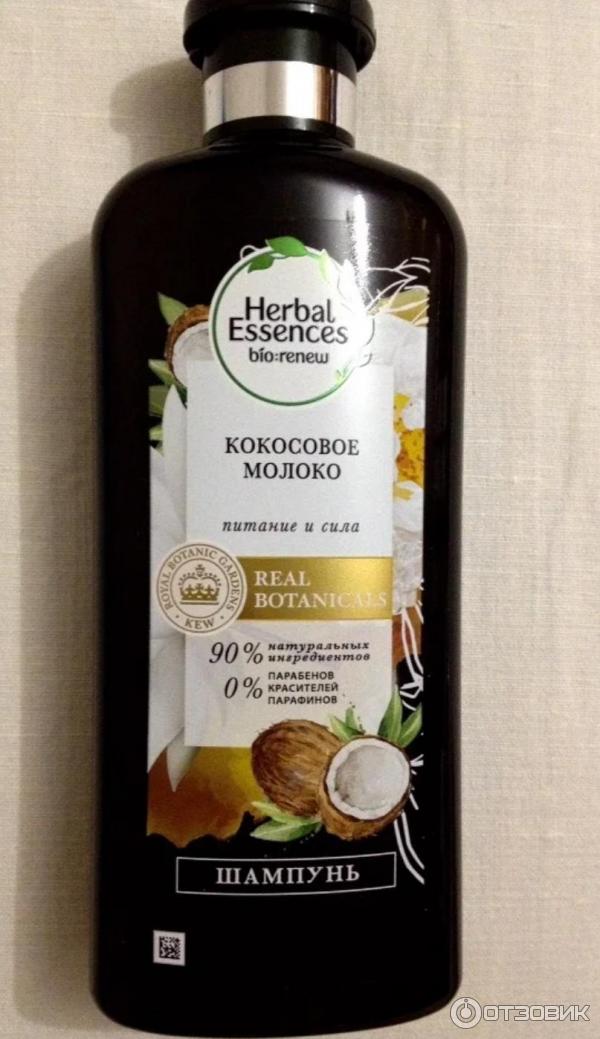 Herbal
Essences
bio:renew
КОКОСОВОЕ
МОЛОКО
питание и сила
ROYAL BOTANIC GARDENS
KEW
REAL
BOTANICALS
90% натуральных
ингредиентов
0% ПАРАБЕНОВ
КРАСИТЕЛЕЙ
ПАРАФИНОВ
ШАМПУНЬ
ОТЗОВИК